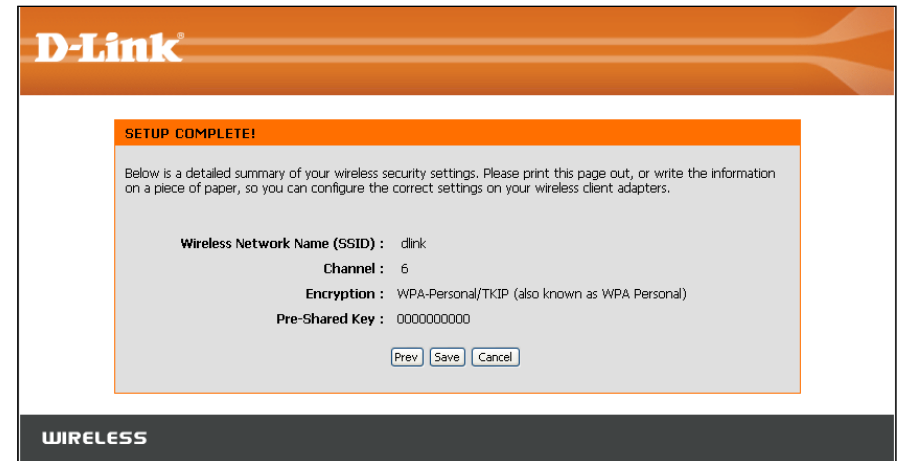 D-Link®
SETUP COMPLETE!
Below is a detailed summary of your wireless security settings. Please print this page out, or write the information
on a piece of paper, so you can configure the correct settings on your wireless client adapters.
Wireless Network Name (SSID) : dlink
Channel : 6
Encryption : WPA-Personal/TKIP (also known as WPA Personal)
Pre-Shared Key : 0000000000
Prev Save Cancel
WIRELESS